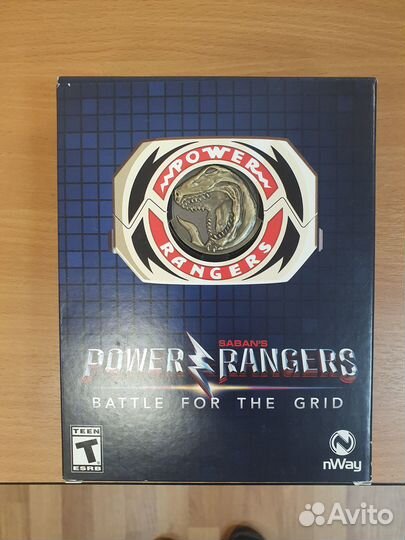 POWER
RANGERS
SABAN'S
POWER RANGERS
BATTLE FOR THE GRID
TEEN
T
ESRB
N
nWay
Avito